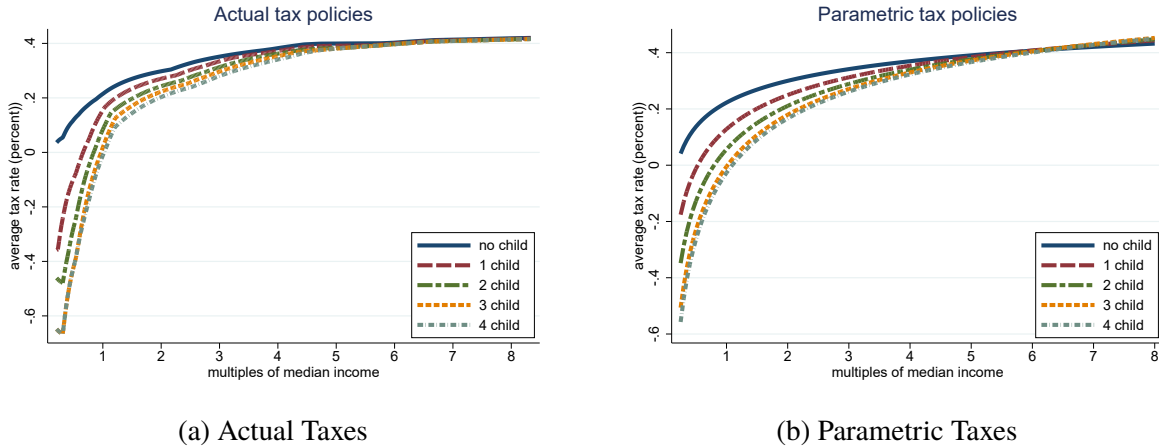 Actual tax policies
average tax rate (percent))
.4
.2
0
-.2
-.4
-.6
1 2 3 4 5 6 7 8
multiples of median income
no child
1 child
2 child
3 child
4 child
(a) Actual Taxes
Parametric tax policies
average tax rate (percent))
.4
.2
0
-.2
-.4
-.6
1 2 3 4 5 6 7 8
multiples of median income
no child
1 child
2 child
3 child
4 child
(b) Parametric Taxes